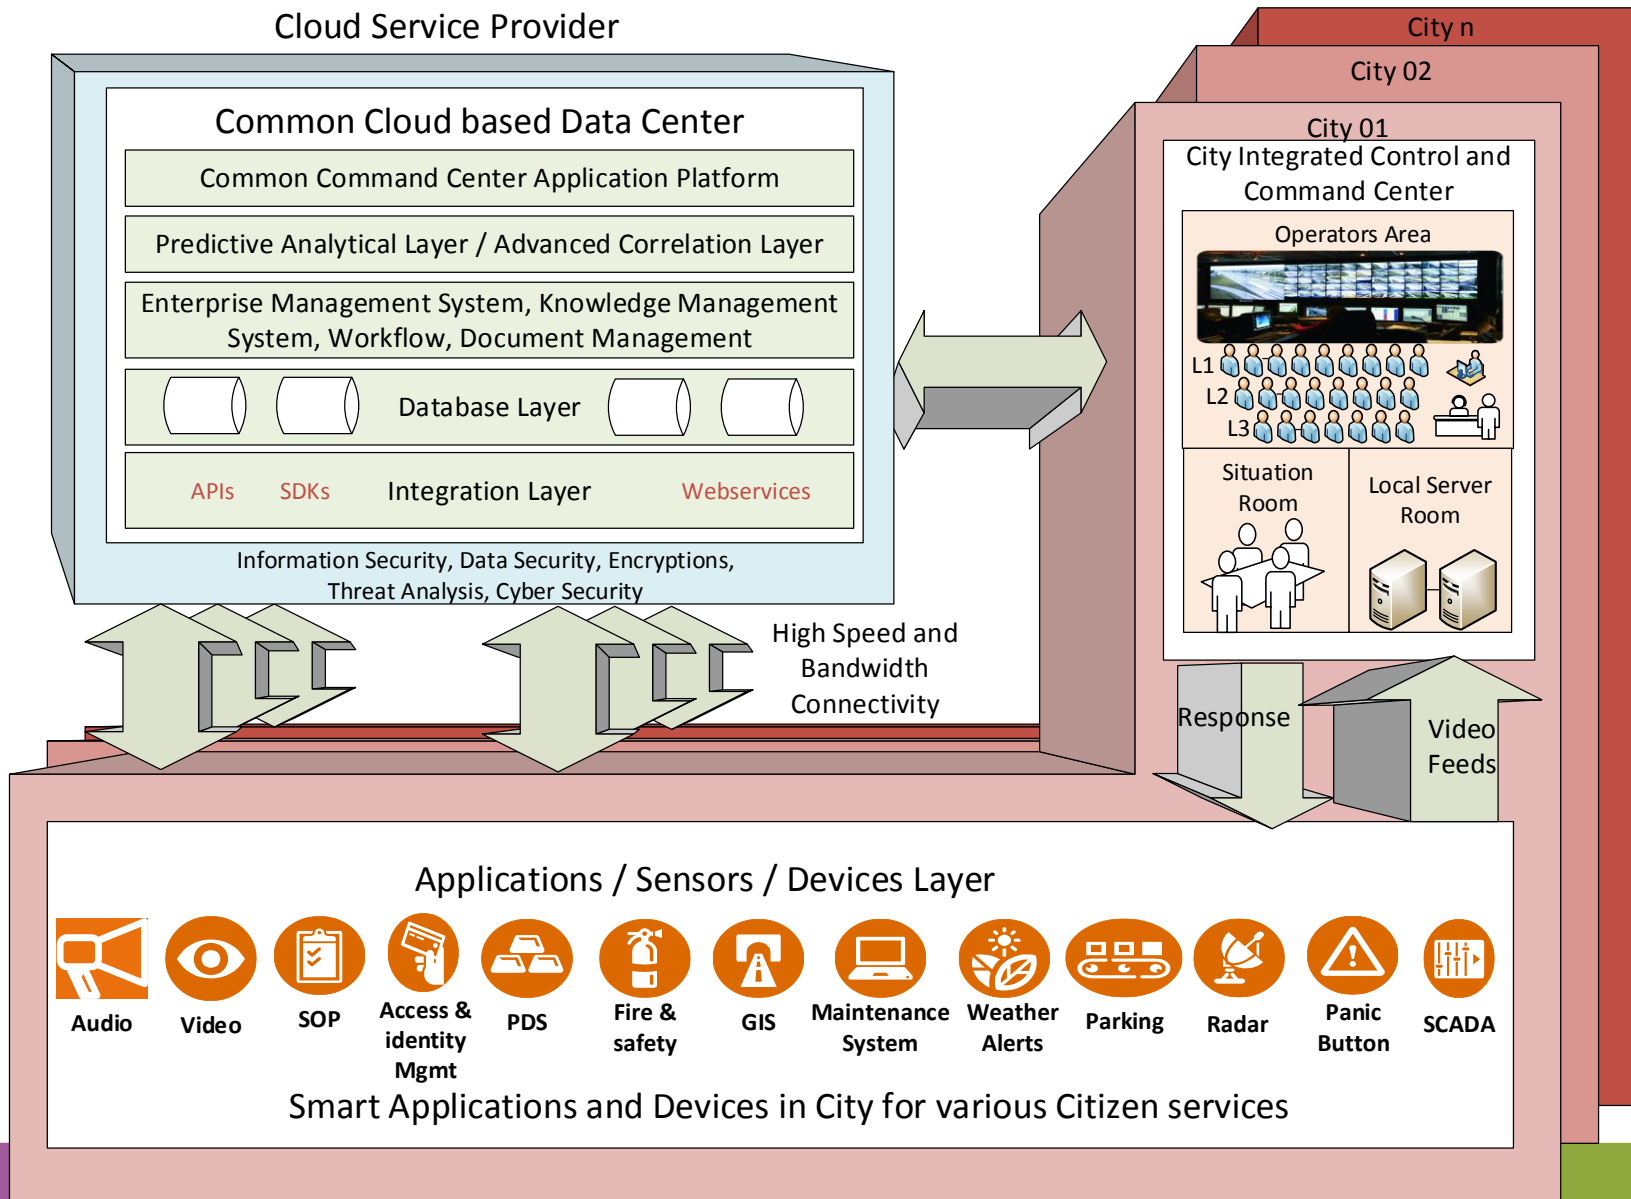 Cloud Service Provider
Common Cloud based Data Center
Common Command Center Application Platform
Predictive Analytical Layer / Advanced Correlation Layer
Enterprise Management System, Knowledge Management
System, Workflow, Document Management
Database Layer
APIs
SDKs
Integration Layer
Webservices
Information Security, Data Security, Encryptions,
Threat Analysis, Cyber Security
High Speed and
Bandwidth
Connectivity
City n
City 02
City 01
City Integrated Control and
Command Center
Operators Area
L1
L2
L3
Situation
Room
Local Server
Room
Response
Video
Feeds
Applications / Sensors / Devices Layer
Audio
Video
SOP
Access &
identity
Mgmt
PDS
Fire &
safety
GIS
Maintenance
System
Weather
Alerts
Parking
Radar
Panic
Button
SCADA
Smart Applications and Devices in City for various Citizen services